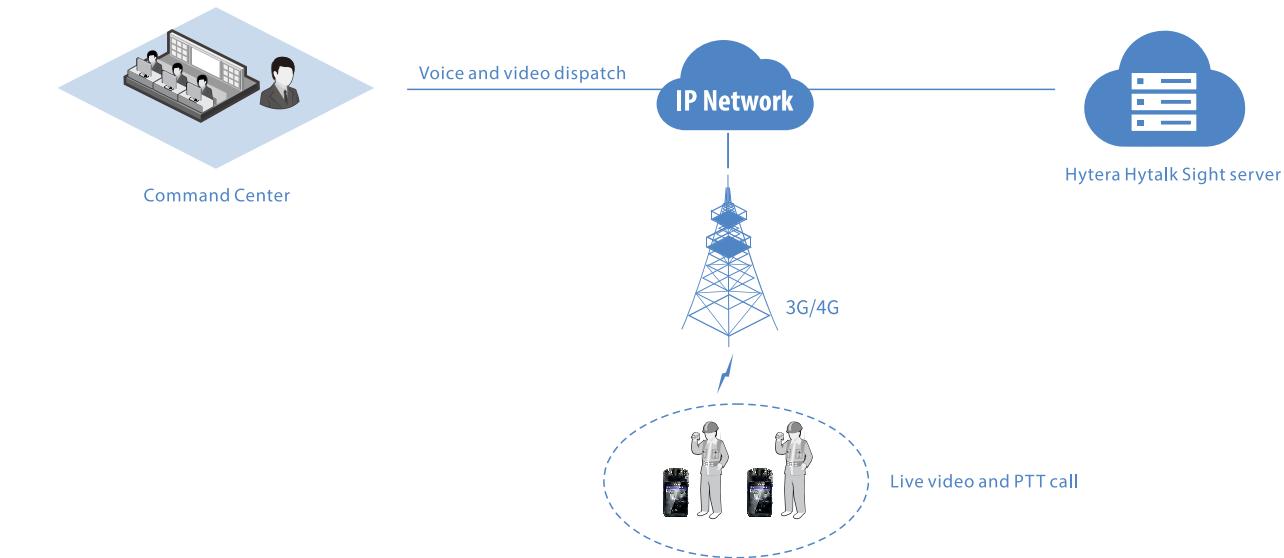 Voice and video dispatch
IP Network
Hytera Hytalk Sight server
Command Center
3G/4G
Live video and PTT call